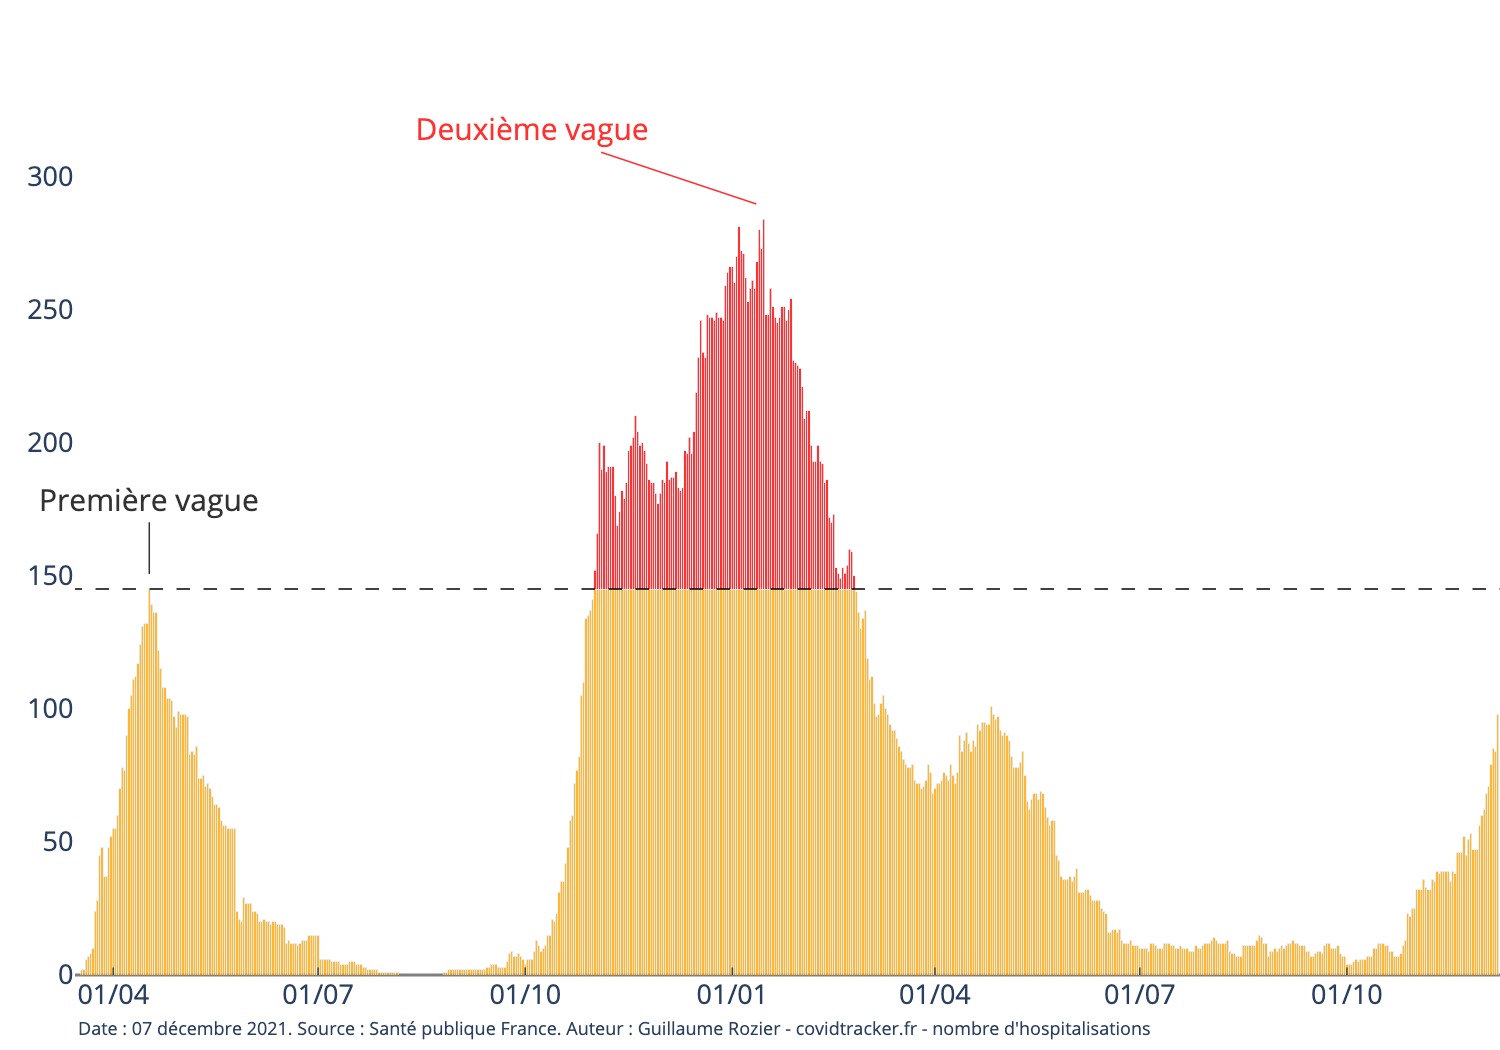 Deuxième vague
300
250
200
Première vague
150
100
50
0
01/04 01/07 01/10 01/01 01/04 01/07 01/10
Date : 07 décembre 2021. Source : Santé publique France. Auteur : Guillaume Rozier - covidtracker.fr - nombre d'hospitalisations